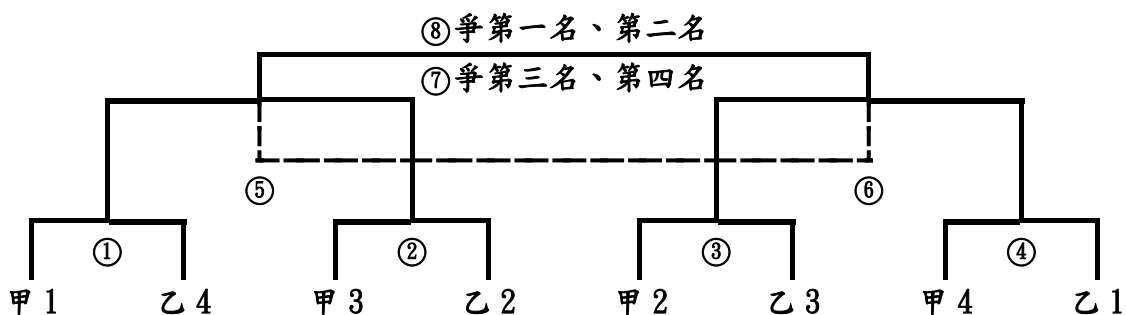 ⑧爭第一名、第二名
⑦爭第三名、第四名
⑤ ⑥
① ② ③ ④
甲1 乙4 甲3 乙2 甲2 乙3 甲4 乙1